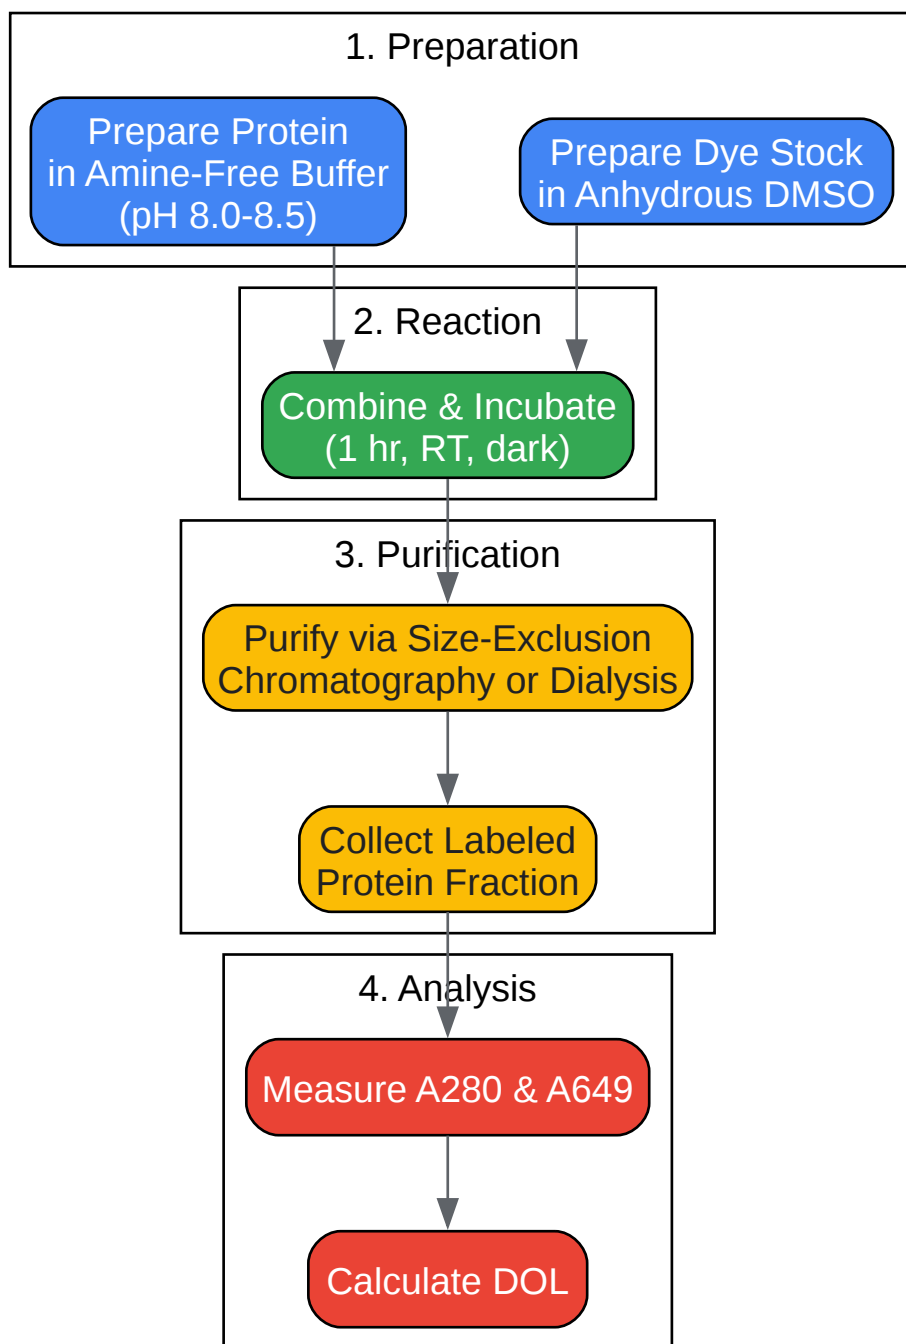 1. Preparation
Prepare Protein
in Amine-Free Buffer
(pH 8.0-8.5)
Prepare Dye Stock
in Anhydrous DMSO
2. Reaction
Combine & Incubate
(1 hr, RT, dark)
3. Purification
Purify via Size-Exclusion
Chromatography or Dialysis
Collect Labeled
Protein Fraction
4. Analysis
Measure A280 & A649
Calculate DOL